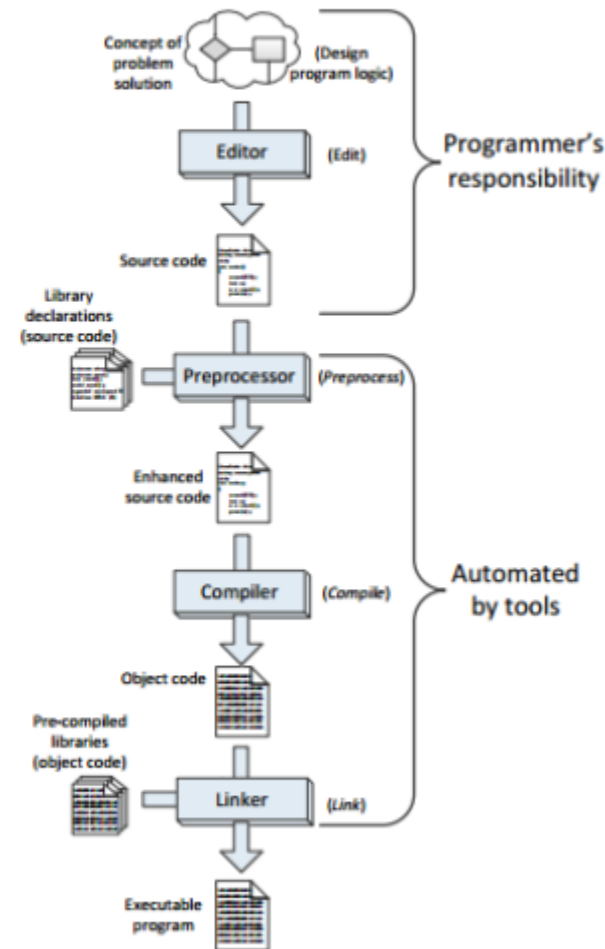 Concept of
problem
solution
(Design
program logic)
Editor
(Edit)
Programmer's
responsibility
Source code
Library
declarations
(source code)
Preprocessor
(Preprocess)
Enhanced
source code
Compiler
(Compile)
Automated
by tools
Object code
Pre-compiled
libraries
(object code)
Linker
(Link)
Executable
program